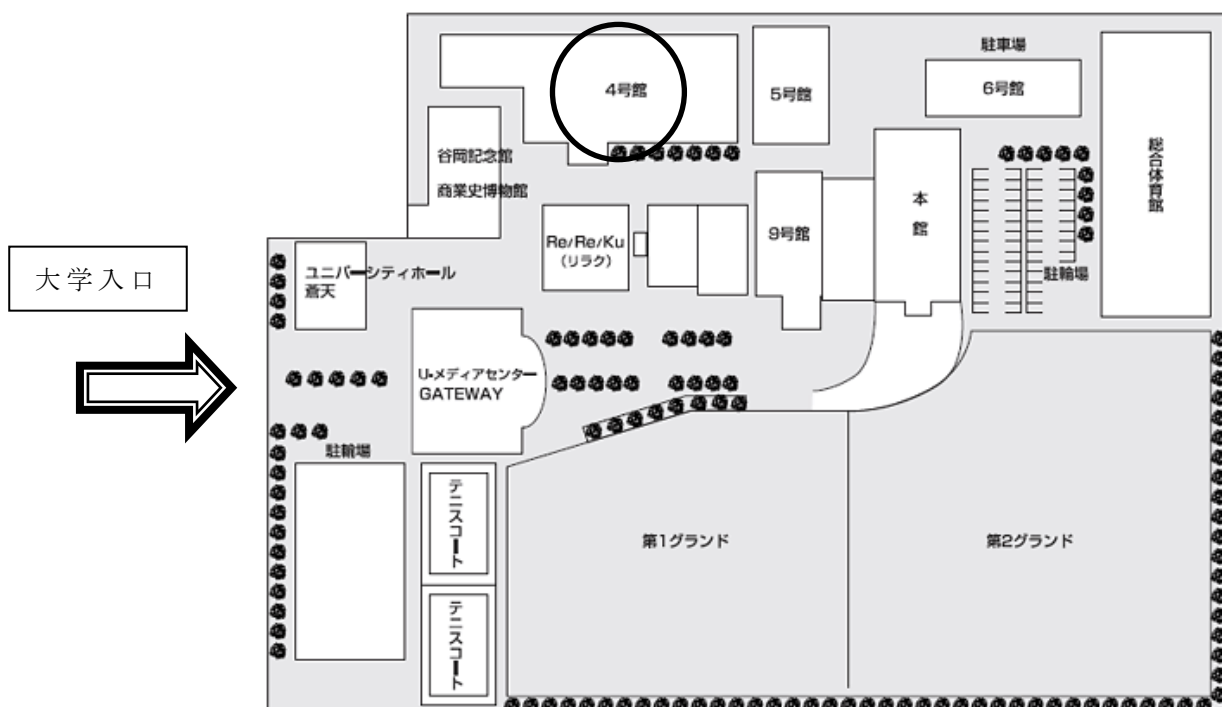 駐車場
4号館
5号館
6号館
谷岡記念館
商業史博物館
総合体育館
本館
9号館
Re/Re/Ku
（リラク）
大学入口
ユニバーシティホール
蒼天
駐輪場
U・メディアセンター
GATEWAY
駐輪場
テニスコート
第1グランド
第2グランド
テニスコート